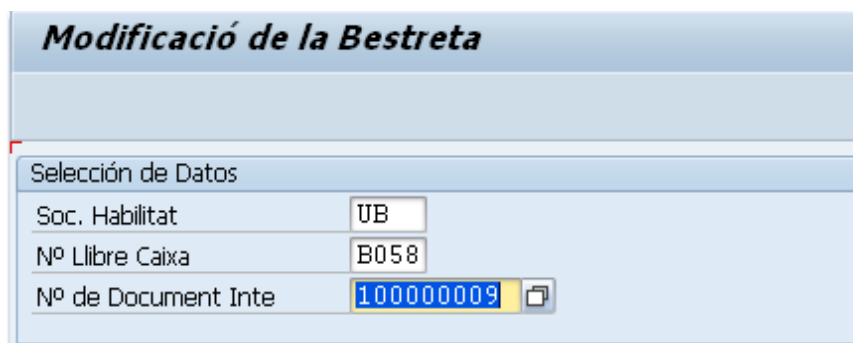 Modificació de la Bestreta
Selección de Datos
Soc. Habilitat UB
Nº Llibre Caixa B058
Nº de Document Inte 100000009